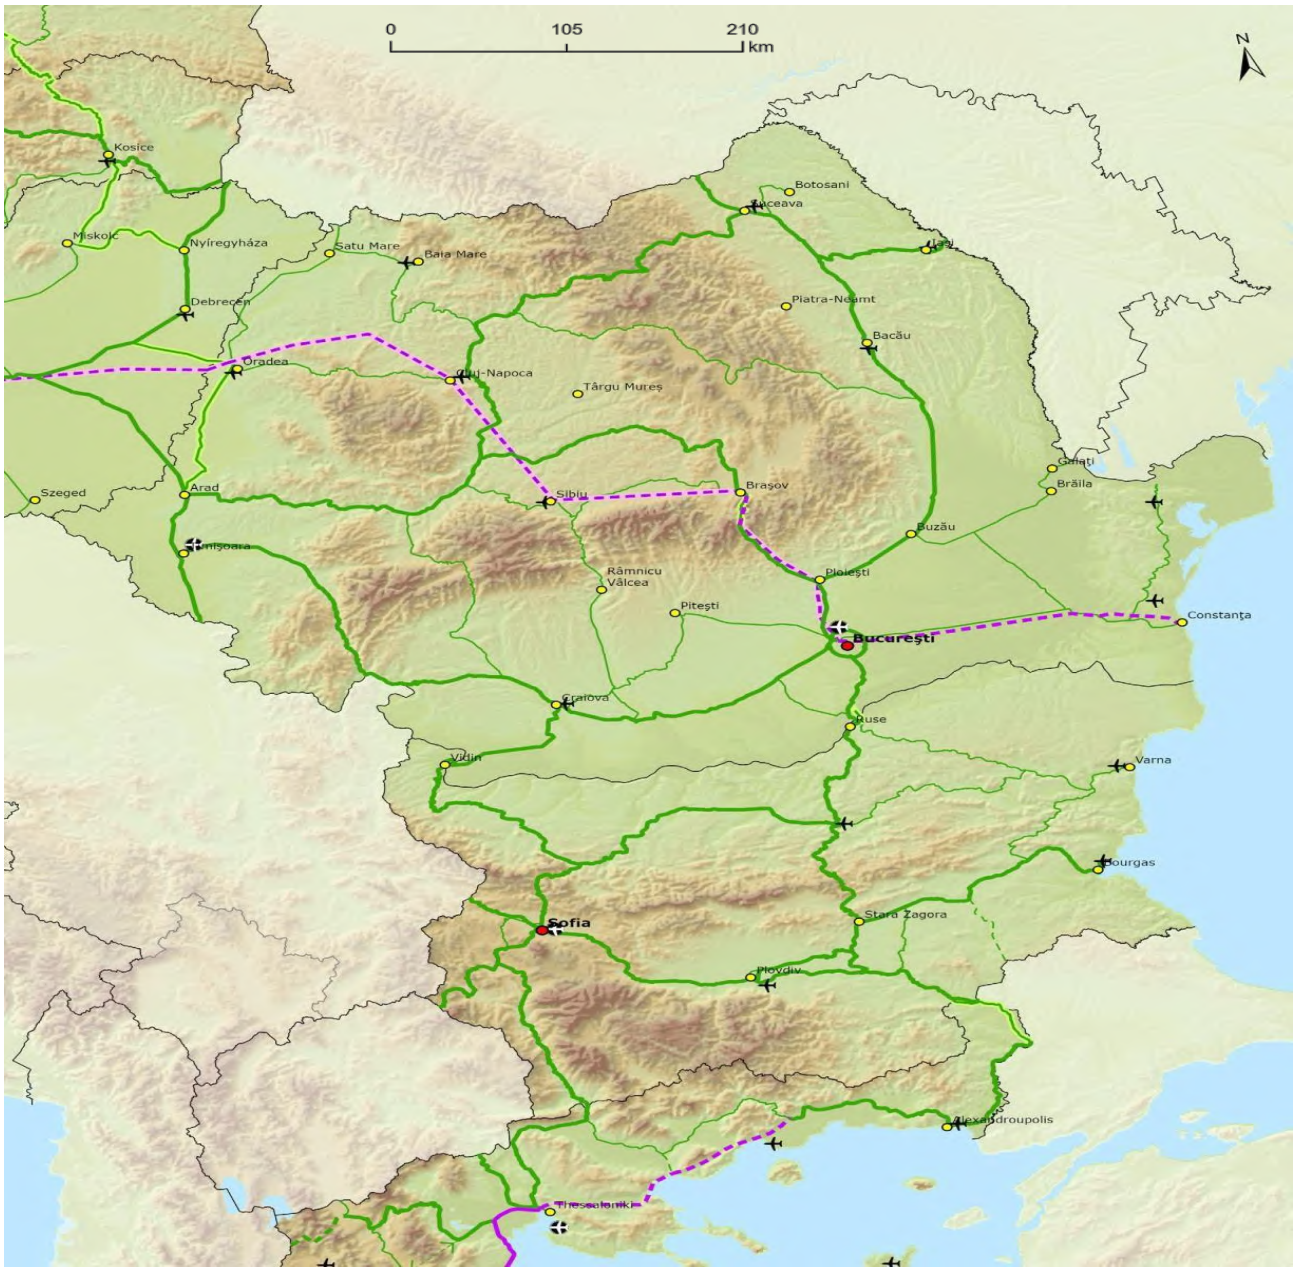 0 105 210
km
N
Kosice
Botosani
Suceava
Miskolc
Nyíregyháza
Satu Mare
Baia Mare
Iaşi
Debrecen
Piatra-Neamt
Bacău
Oradea
Cluj-Napoca
Târgu Mureş
Galaţi
Szeged
Arad
Sibiu
Braşov
Brăila
Buzău
Timişoara
Râmnicu
Vâlcea
Ploieşti
Piteşti
Constanţa
Bucureşti
Craiova
Ruse
Vidin
Varna
Bourgas
Stara Zagora
Sofia
Plovdiv
Alexandroupolis
Thessaloniki